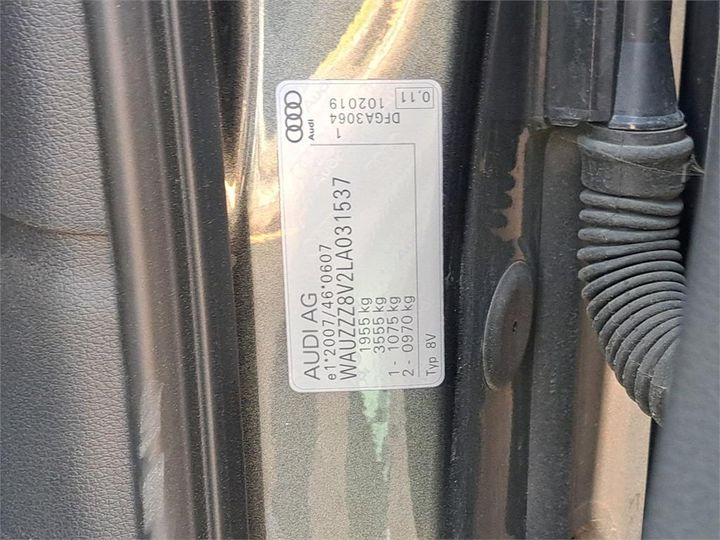 AUDI AG
e1*2007/46*0607
WAUZZZ8V2LA031537
1955 kg
3555 kg
1 - 1075 kg
2 - 0970 kg
Typ 8V
Audi
1
DFGA3064
102019
0.11